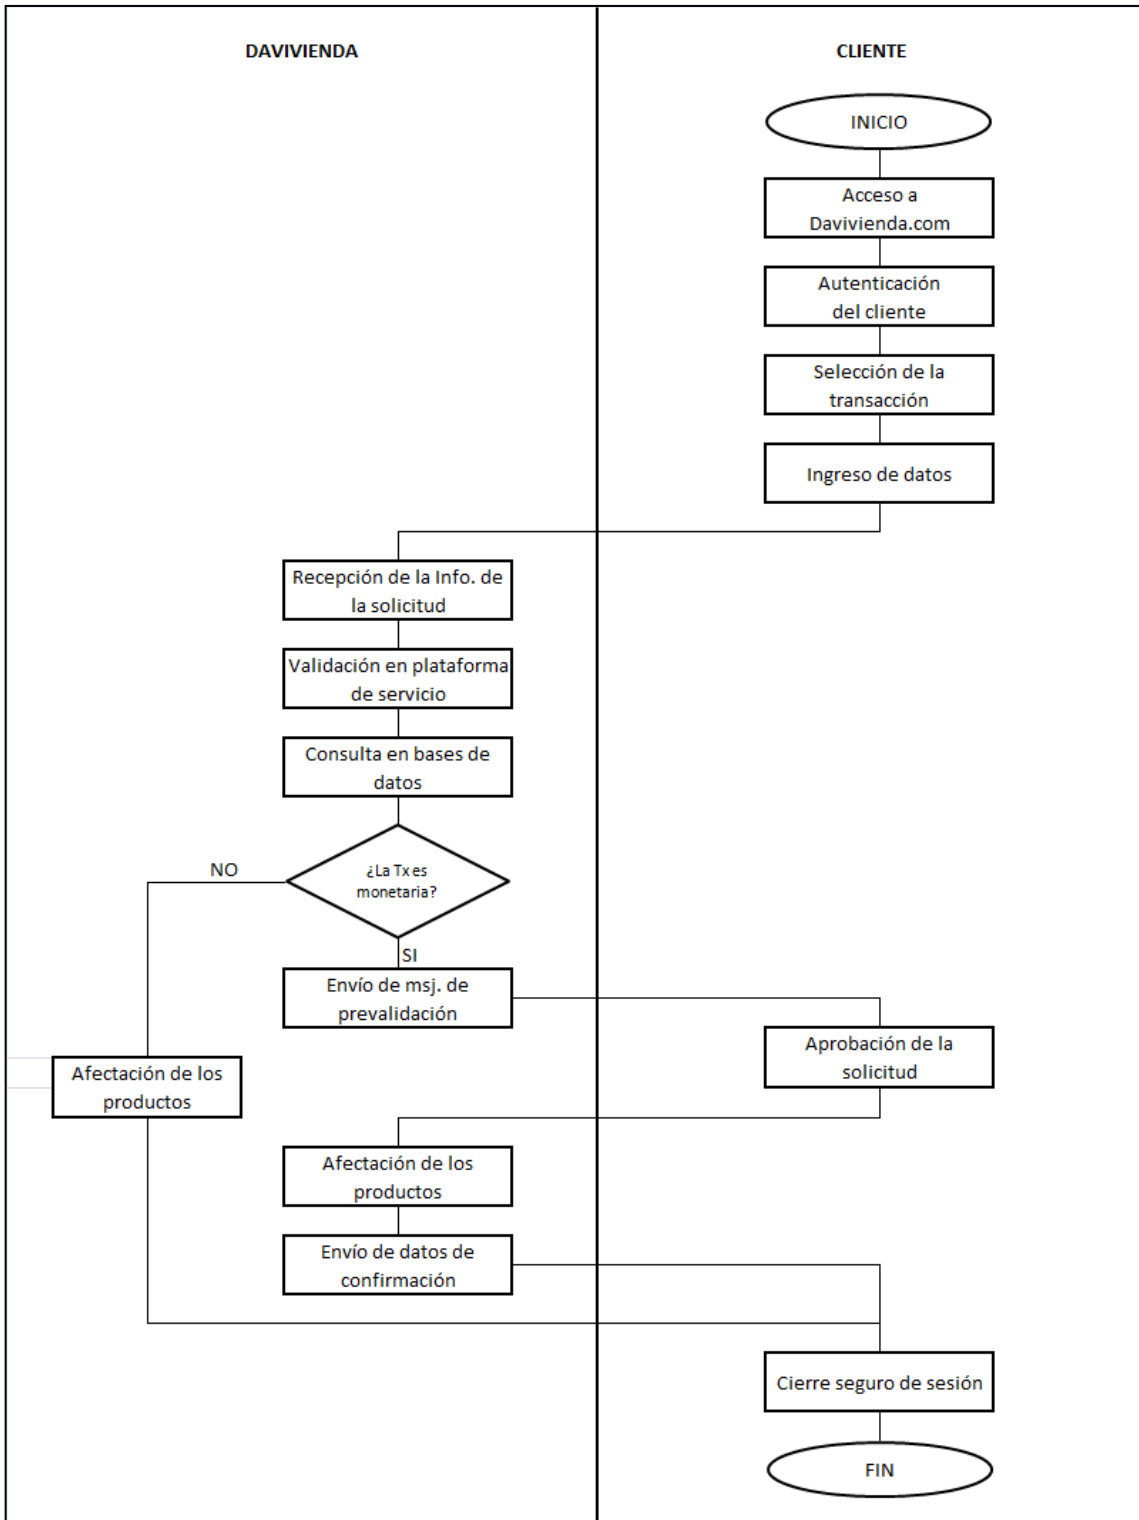 DAVIVIENDA
CLIENTE
INICIO
Acceso a
Davivienda.com
Autenticación
del cliente
Selección de la
transacción
Ingreso de datos
Recepción de la Info. de
la solicitud
Validación en plataforma
de servicio
Consulta en bases de
datos
¿La Tx es
monetaria?
NO
SI
Envío de msj. de
prevalidación
Aprobación de la
solicitud
Afectación de los
productos
Afectación de los
productos
Envío de datos de
confirmación
Cierre seguro de sesión
FIN